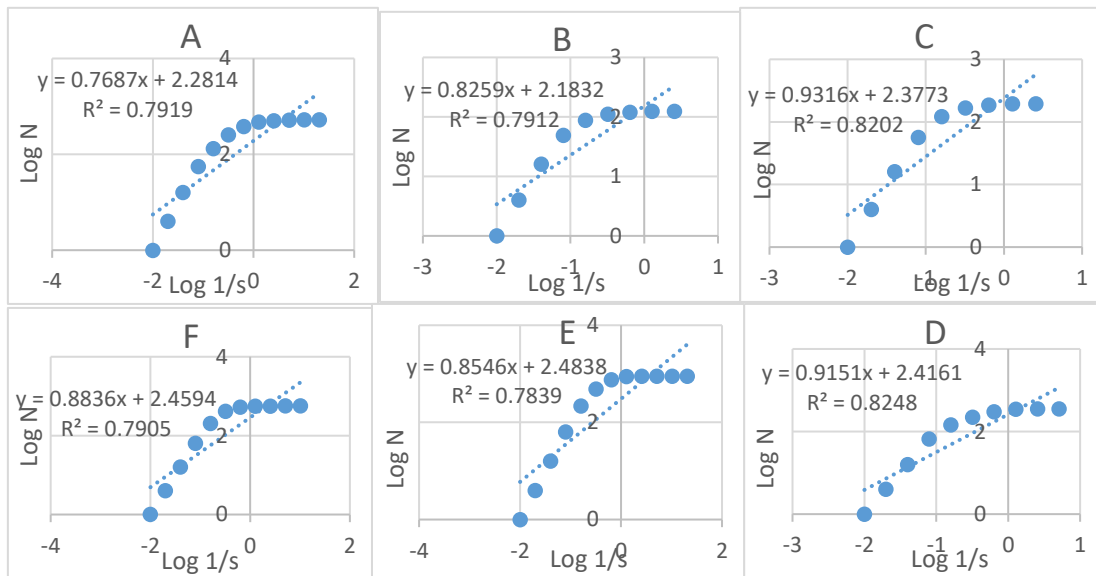 A
4
y = 0.7687x + 2.2814
R² = 0.7919
2
0
Log N
-4
-2
0
2
Log 1/s
B
3
y = 0.8259x + 2.1832
R² = 0.7912
2
1
0
Log N
-3
-2
-1
0
1
Log 1/s
C
3
y = 0.9316x + 2.3773
R² = 0.8202
2
1
0
Log N
-3
-2
-1
0
1
Log 1/s
F
4
y = 0.8836x + 2.4594
R² = 0.7905
2
0
Log N
-4
-2
0
2
Log 1/s
E
4
y = 0.8546x + 2.4838
R² = 0.7839
2
0
Log N
-4
-2
0
2
Log 1/s
D
4
y = 0.9151x + 2.4161
R² = 0.8248
2
0
Log N
-3
-2
-1
0
1
Log 1/s